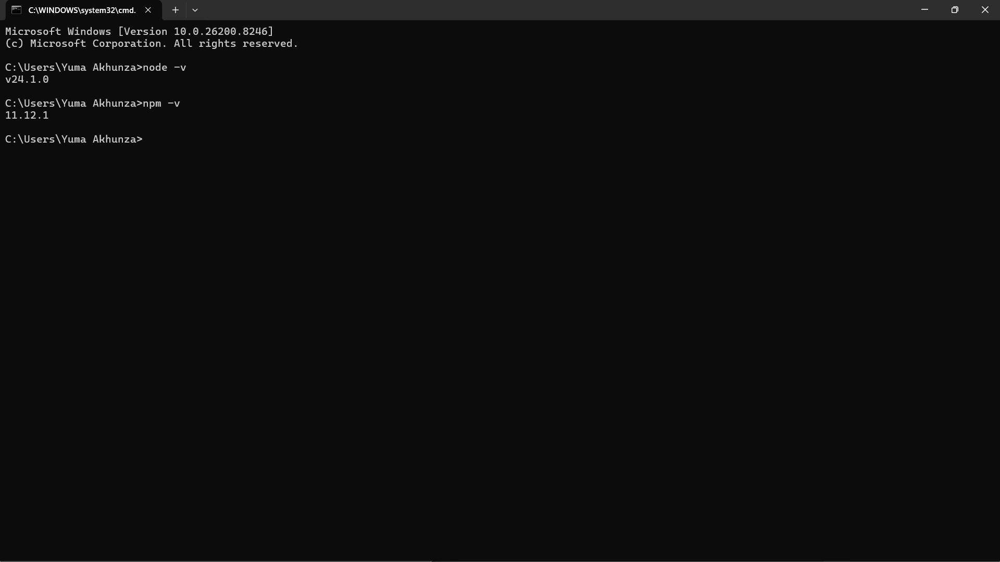 C:\WINDOWS\system32\cmd.
Microsoft Windows [Version 10.0.26200.8246]
(c) Microsoft Corporation. All rights reserved.
C:\Users\Yuma Akhunza>node -v
v24.1.0
C:\Users\Yuma Akhunza>npm -v
11.12.1
C:\Users\Yuma Akhunza>